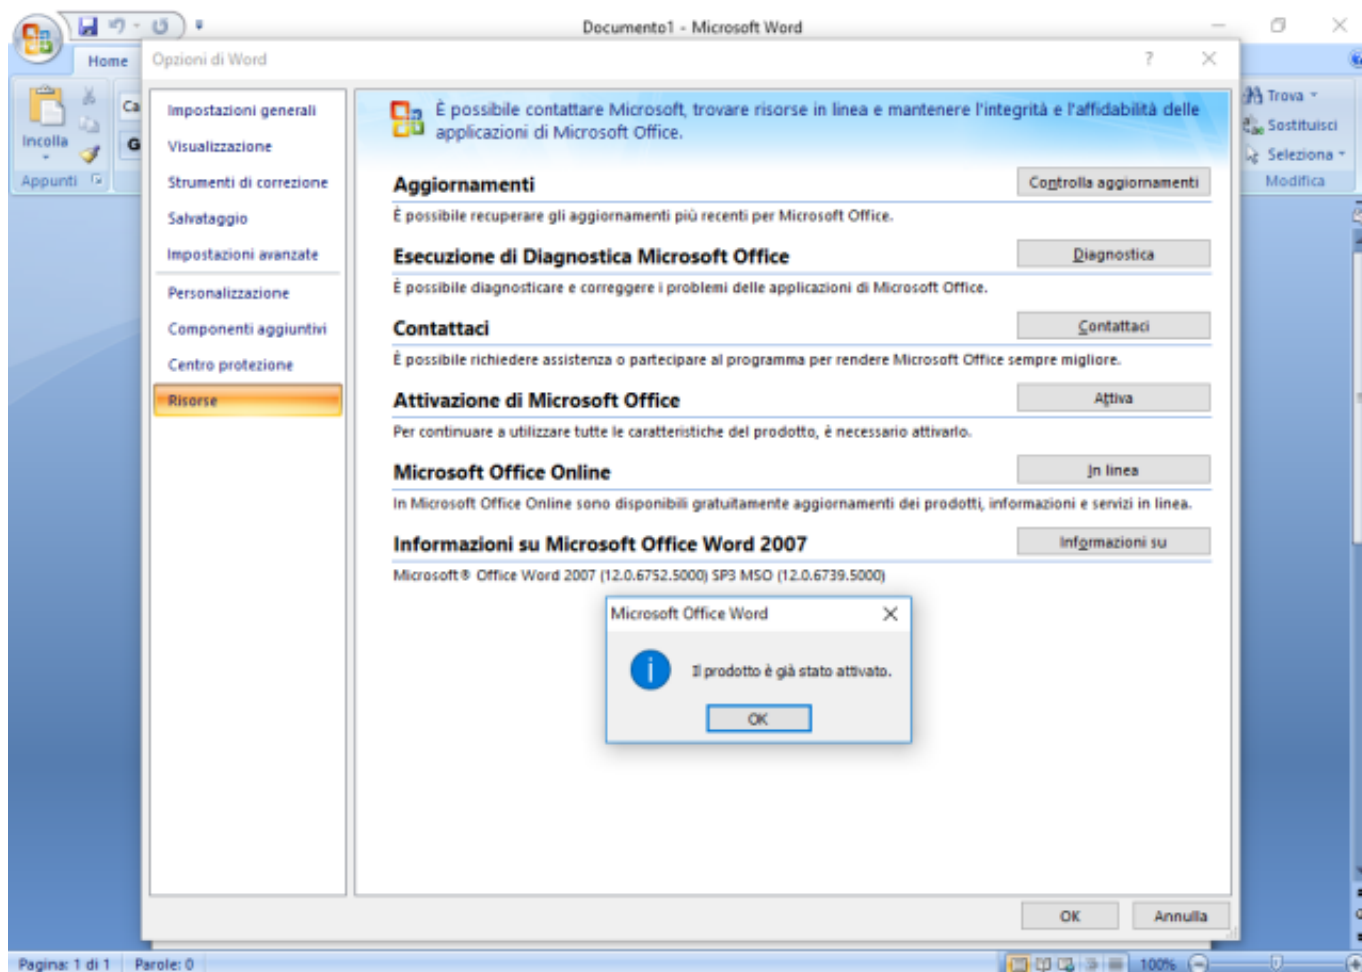 Documento1 - Microsoft Word
Home
Opzioni di Word
?
Incolla
Appunti
Ca
G
Trova
Sostituisci
Seleziona
Modifica
Impostazioni generali
Visualizzazione
Strumenti di correzione
Salvataggio
Impostazioni avanzate
Personalizzazione
Componenti aggiuntivi
Centro protezione
Risorse
È possibile contattare Microsoft, trovare risorse in linea e mantenere l'integrità e l'affidabilità delle
applicazioni di Microsoft Office.
Aggiornamenti
Controlla aggiornamenti
È possibile recuperare gli aggiornamenti più recenti per Microsoft Office.
Esecuzione di Diagnostica Microsoft Office
Diagnostica
È possibile diagnosticare e correggere i problemi delle applicazioni di Microsoft Office.
Contattaci
Contattaci
È possibile richiedere assistenza o partecipare al programma per rendere Microsoft Office sempre migliore.
Attivazione di Microsoft Office
Attiva
Per continuare a utilizzare tutte le caratteristiche del prodotto, è necessario attivarlo.
Microsoft Office Online
In linea
In Microsoft Office Online sono disponibili gratuitamente aggiornamenti dei prodotti, informazioni e servizi in linea.
Informazioni su Microsoft Office Word 2007
Informazioni su
Microsoft® Office Word 2007 (12.0.6752.5000) SP3 MSO (12.0.6739.5000)
Microsoft Office Word
Il prodotto è già stato attivato.
OK
OK
Annulla
Pagina: 1 di 1
Parole: 0
100%